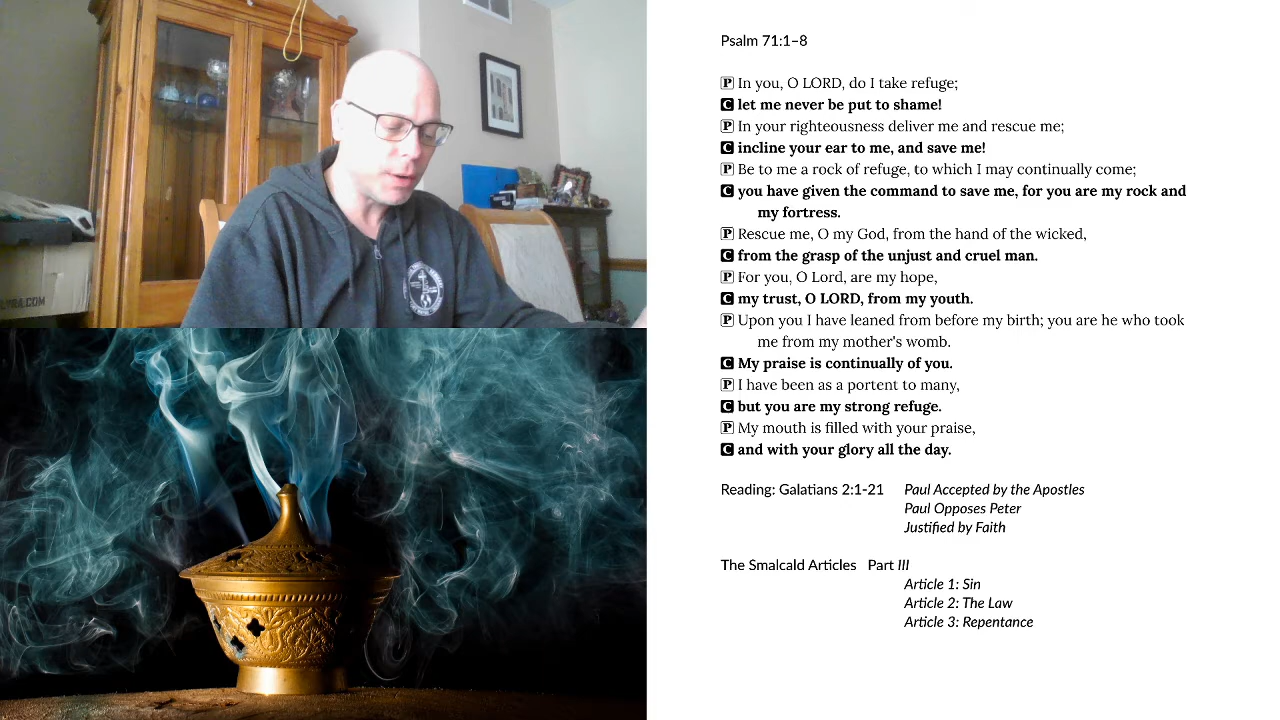 Psalm 71:1–8
P In you, O LORD, do I take refuge;
C let me never be put to shame!
P In your righteousness deliver me and rescue me;
C incline your ear to me, and save me!
P Be to me a rock of refuge, to which I may continually come;
C you have given the command to save me, for you are my rock and
my fortress.
P Rescue me, O my God, from the hand of the wicked,
C from the grasp of the unjust and cruel man.
P For you, O Lord, are my hope,
C my trust, O LORD, from my youth.
P Upon you I have leaned from before my birth; you are he who took
me from my mother's womb.
C My praise is continually of you.
P I have been as a portent to many,
C but you are my strong refuge.
P My mouth is filled with your praise,
C and with your glory all the day.
Reading: Galatians 2:1-21 Paul Accepted by the Apostles
Paul Opposes Peter
Justified by Faith
The Smalcald Articles Part III
Article 1: Sin
Article 2: The Law
Article 3: Repentance